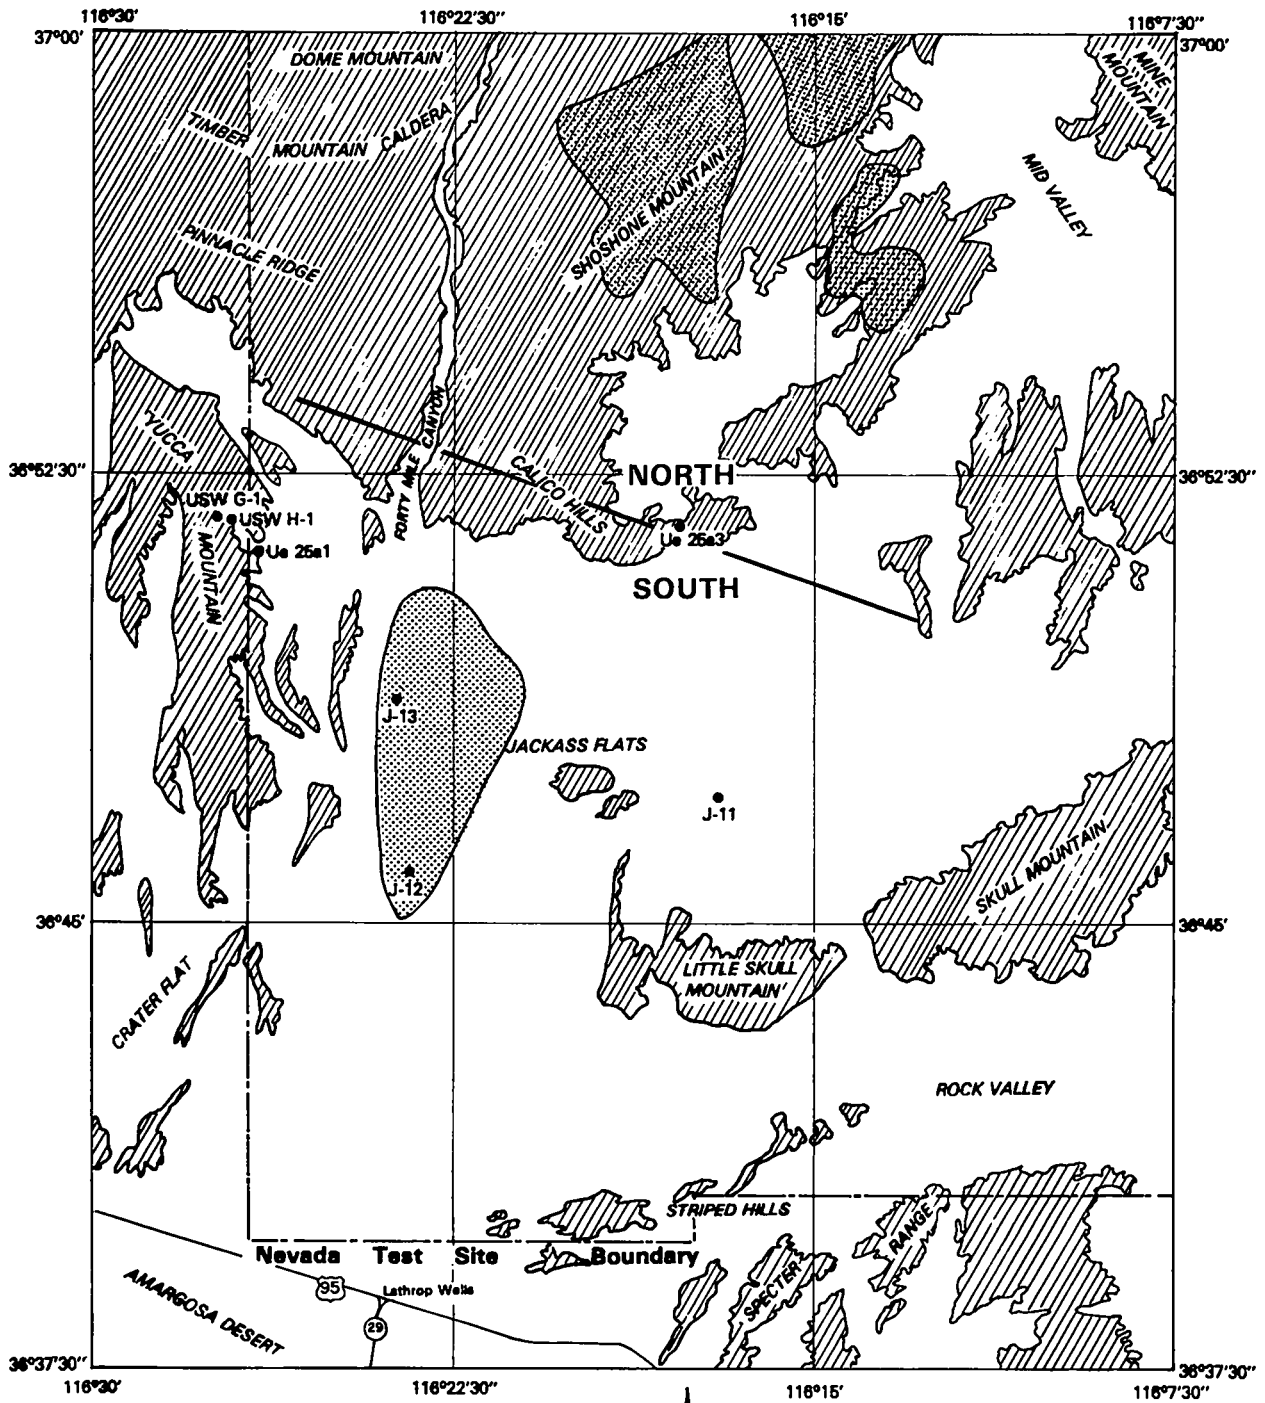 116°30' 116°22'30" 116°15' 116°7'30"
37°00' 37°00'
DOME MOUNTAIN
MINE
MOUNTAIN
TIMBER MOUNTAIN CALDERA
MID VALLEY
SHOSHONE MOUNTAIN
PINNACLE RIDGE
YUCCA
MOUNTAIN
FORTY MILE CANYON
CALICO HILLS
36°52'30" 36°52'30"
NORTH
USW G-1
USW H-1
Ue 25a1
Ue 25a3
SOUTH
J-13
JACKASS FLATS
J-11
J-12
SKULL MOUNTAIN
36°45' 36°45'
CRATER FLAT
LITTLE SKULL
MOUNTAIN
ROCK VALLEY
STRIPED HILLS
RANGE
Nevada Test Site Boundary
SPECTER
95
Lathrop Wells
29
AMARGOSA DESERT
36°37'30" 36°37'30"
116°30' 116°22'30" 116°15' 116°7'30"